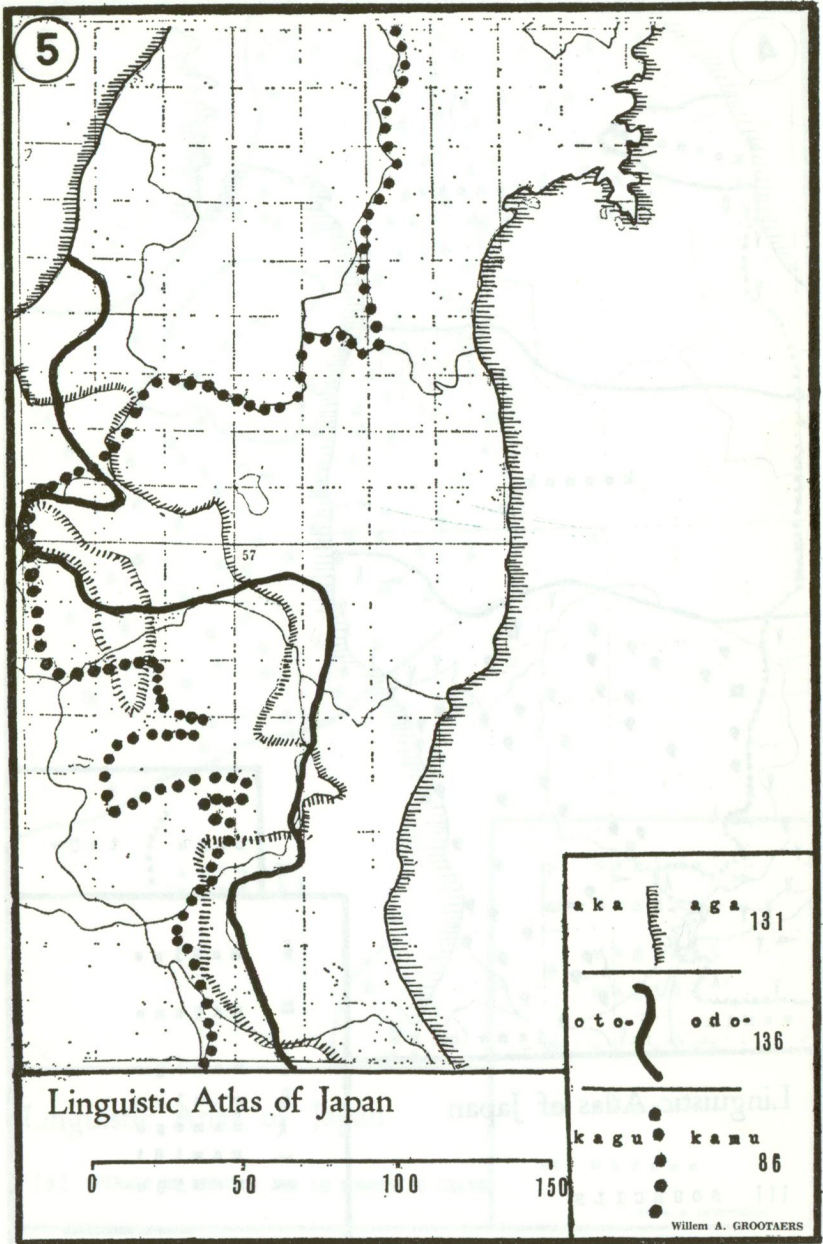 5
57
aka aga 131
oto- odo- 136
kagu kamu 86
Linguistic Atlas of Japan
0 50 100 150
Willem A. GROOTAERS